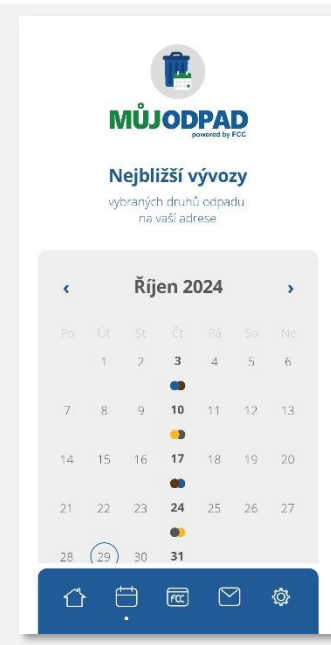 MŮJODPAD
powered by FCC
Nejbližší vývozy
vybraných druhů odpadu
na vaší adrese
‹ Říjen 2024 ›
Po Út St Čt Pá So Ne
1 2 3 4 5 6
7 8 9 10 11 12 13
14 15 16 17 18 19 20
21 22 23 24 25 26 27
28 29 30 31
FCC